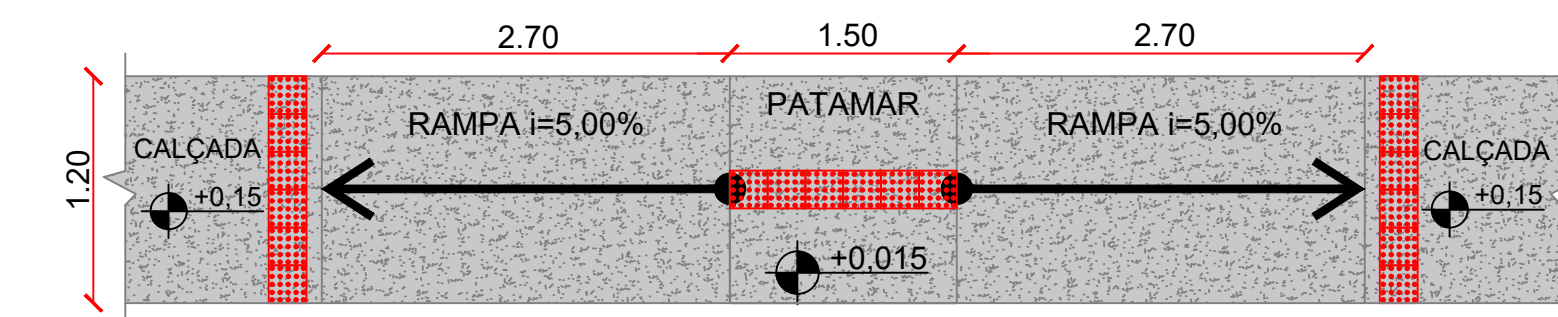 2.70
1.50
2.70
1.20
CALÇADA
+0,15
RAMPA i=5,00%
PATAMAR
+0,015
RAMPA i=5,00%
CALÇADA
+0,15